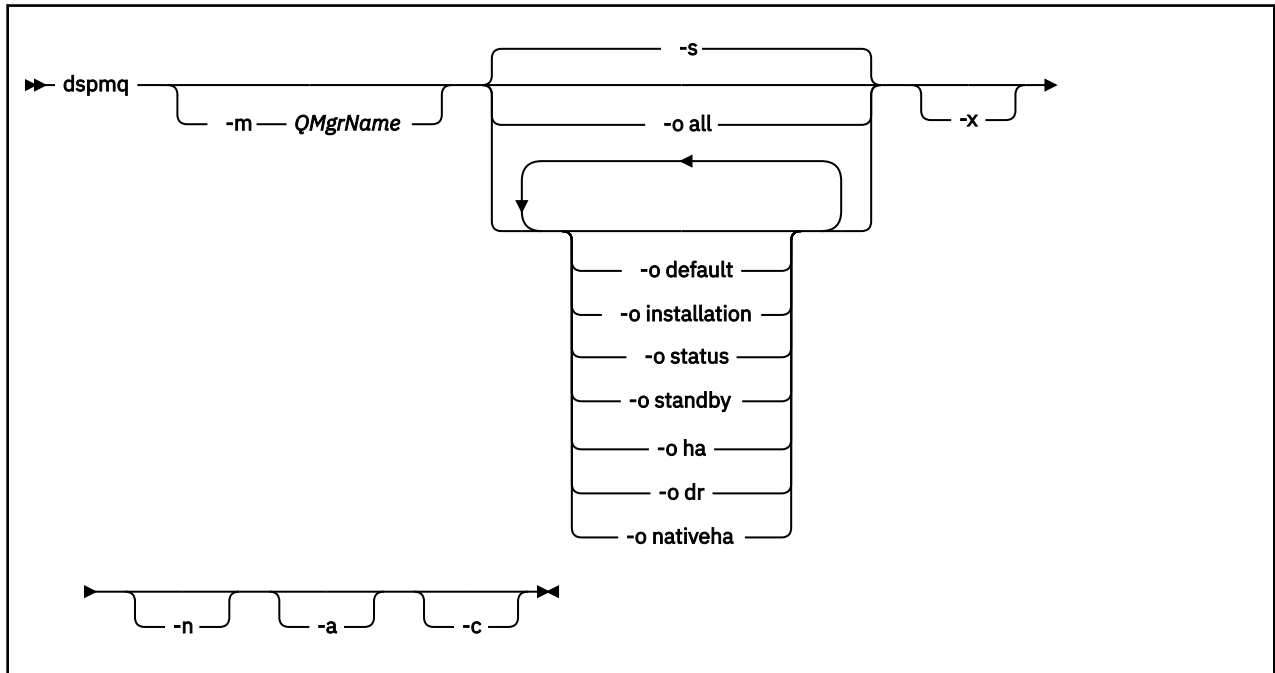 -s
dspmq
-m QMgrName
-o all
-x
-o default
-o installation
-o status
-o standby
-o ha
-o dr
-o nativeha
-n -a -c